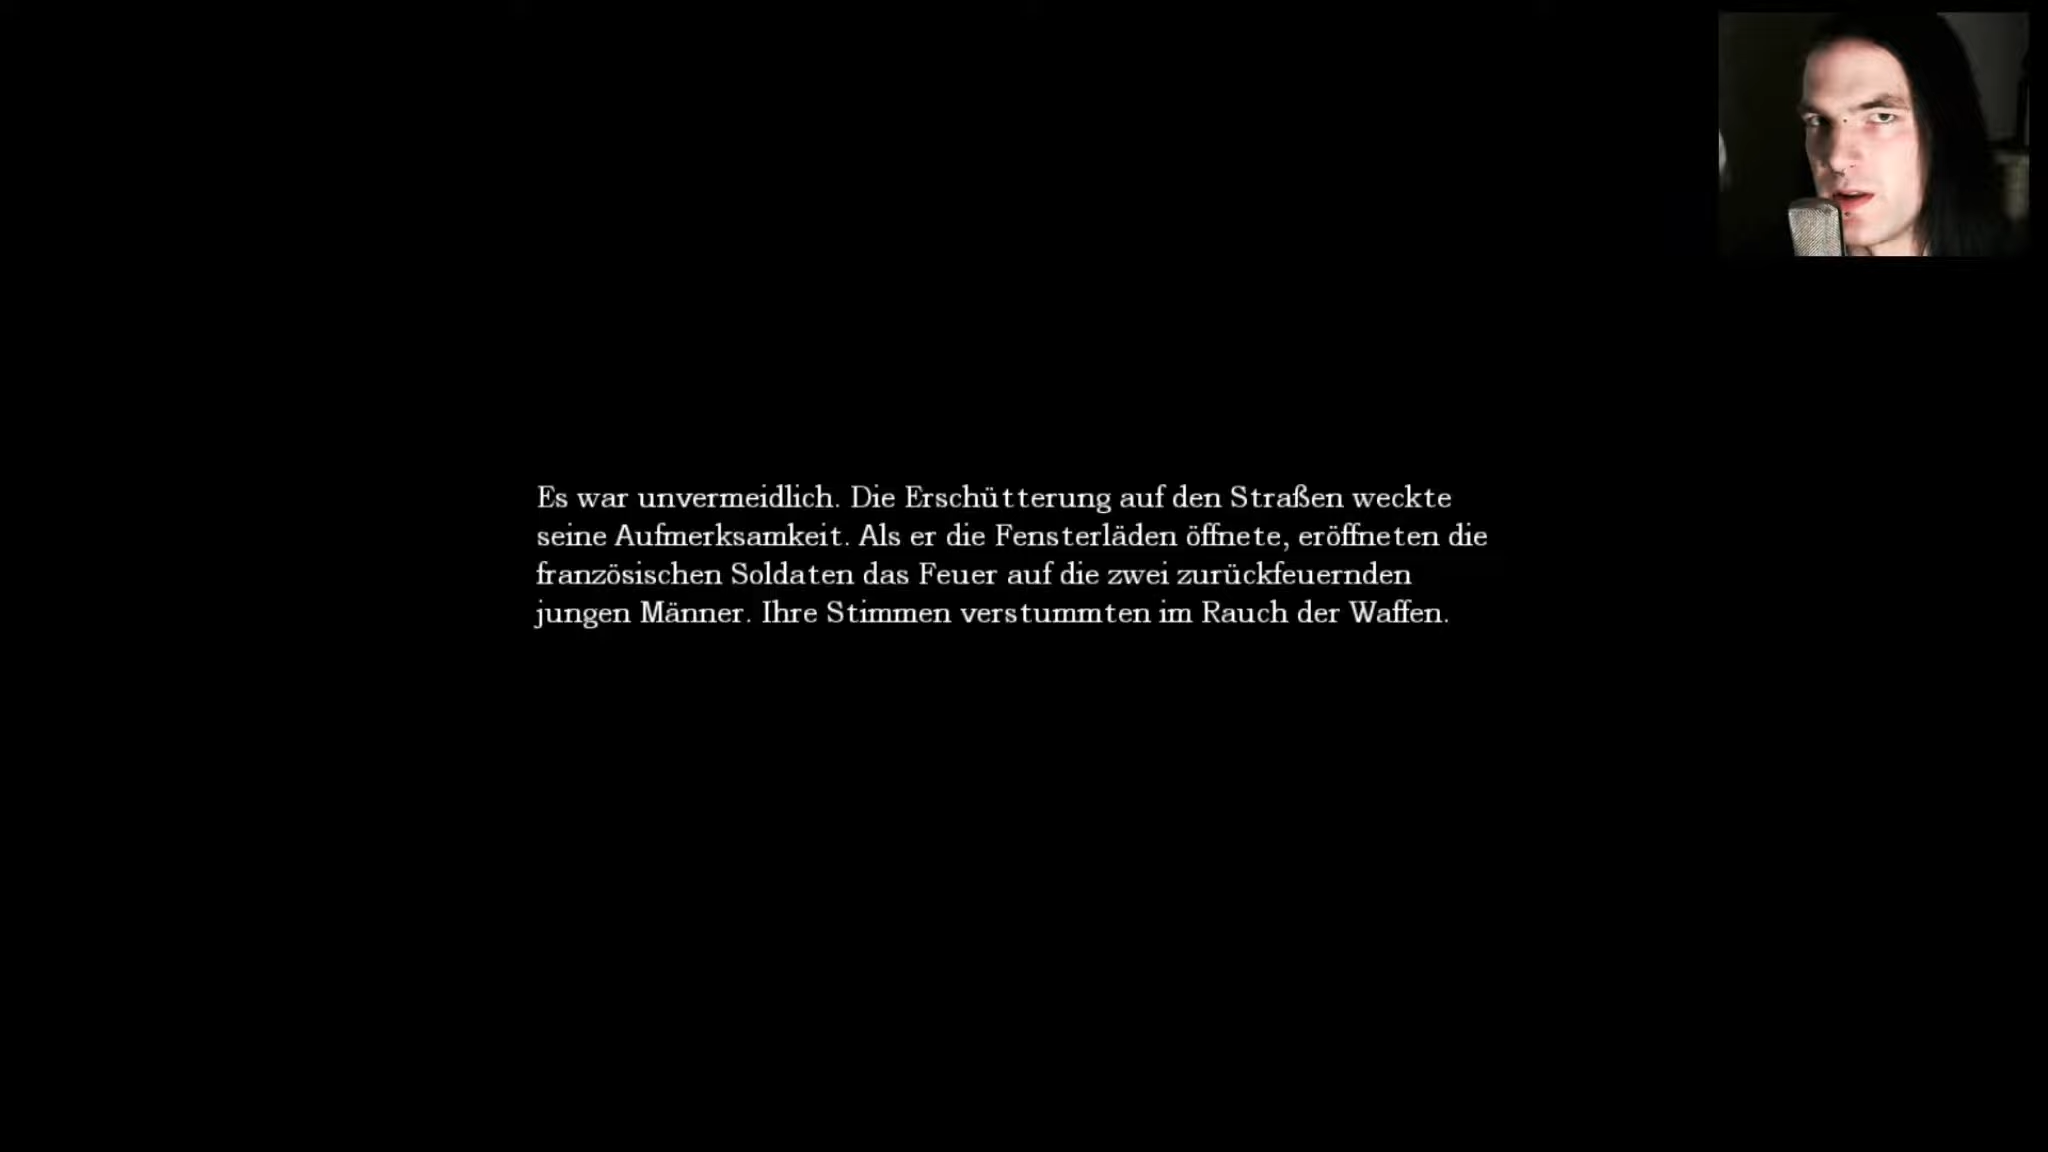 Es war unvermeidlich. Die Erschütterung auf den Straßen weckte
seine Aufmerksamkeit. Als er die Fensterläden öffnete, eröffneten die
französischen Soldaten das Feuer auf die zwei zurückfeuernden
jungen Männer. Ihre Stimmen verstummten im Rauch der Waffen.